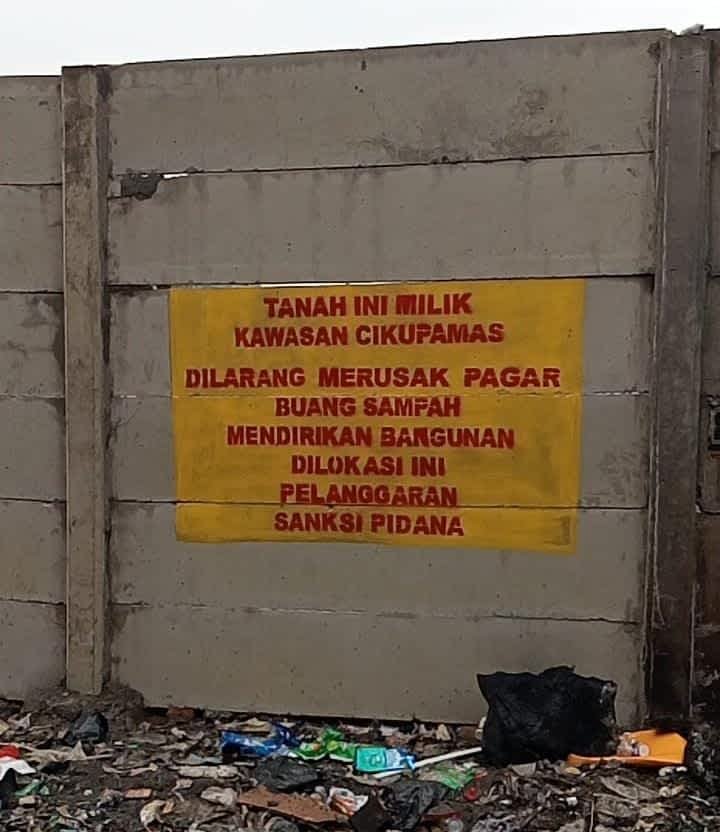 TANAH INI MILIK
KAWASAN CIKUPAMAS
DILARANG MERUSAK PAGAR
BUANG SAMPAH
MENDIRIKAN BANGUNAN
DILOKASI INI
PELANGGARAN
SANKSI PIDANA